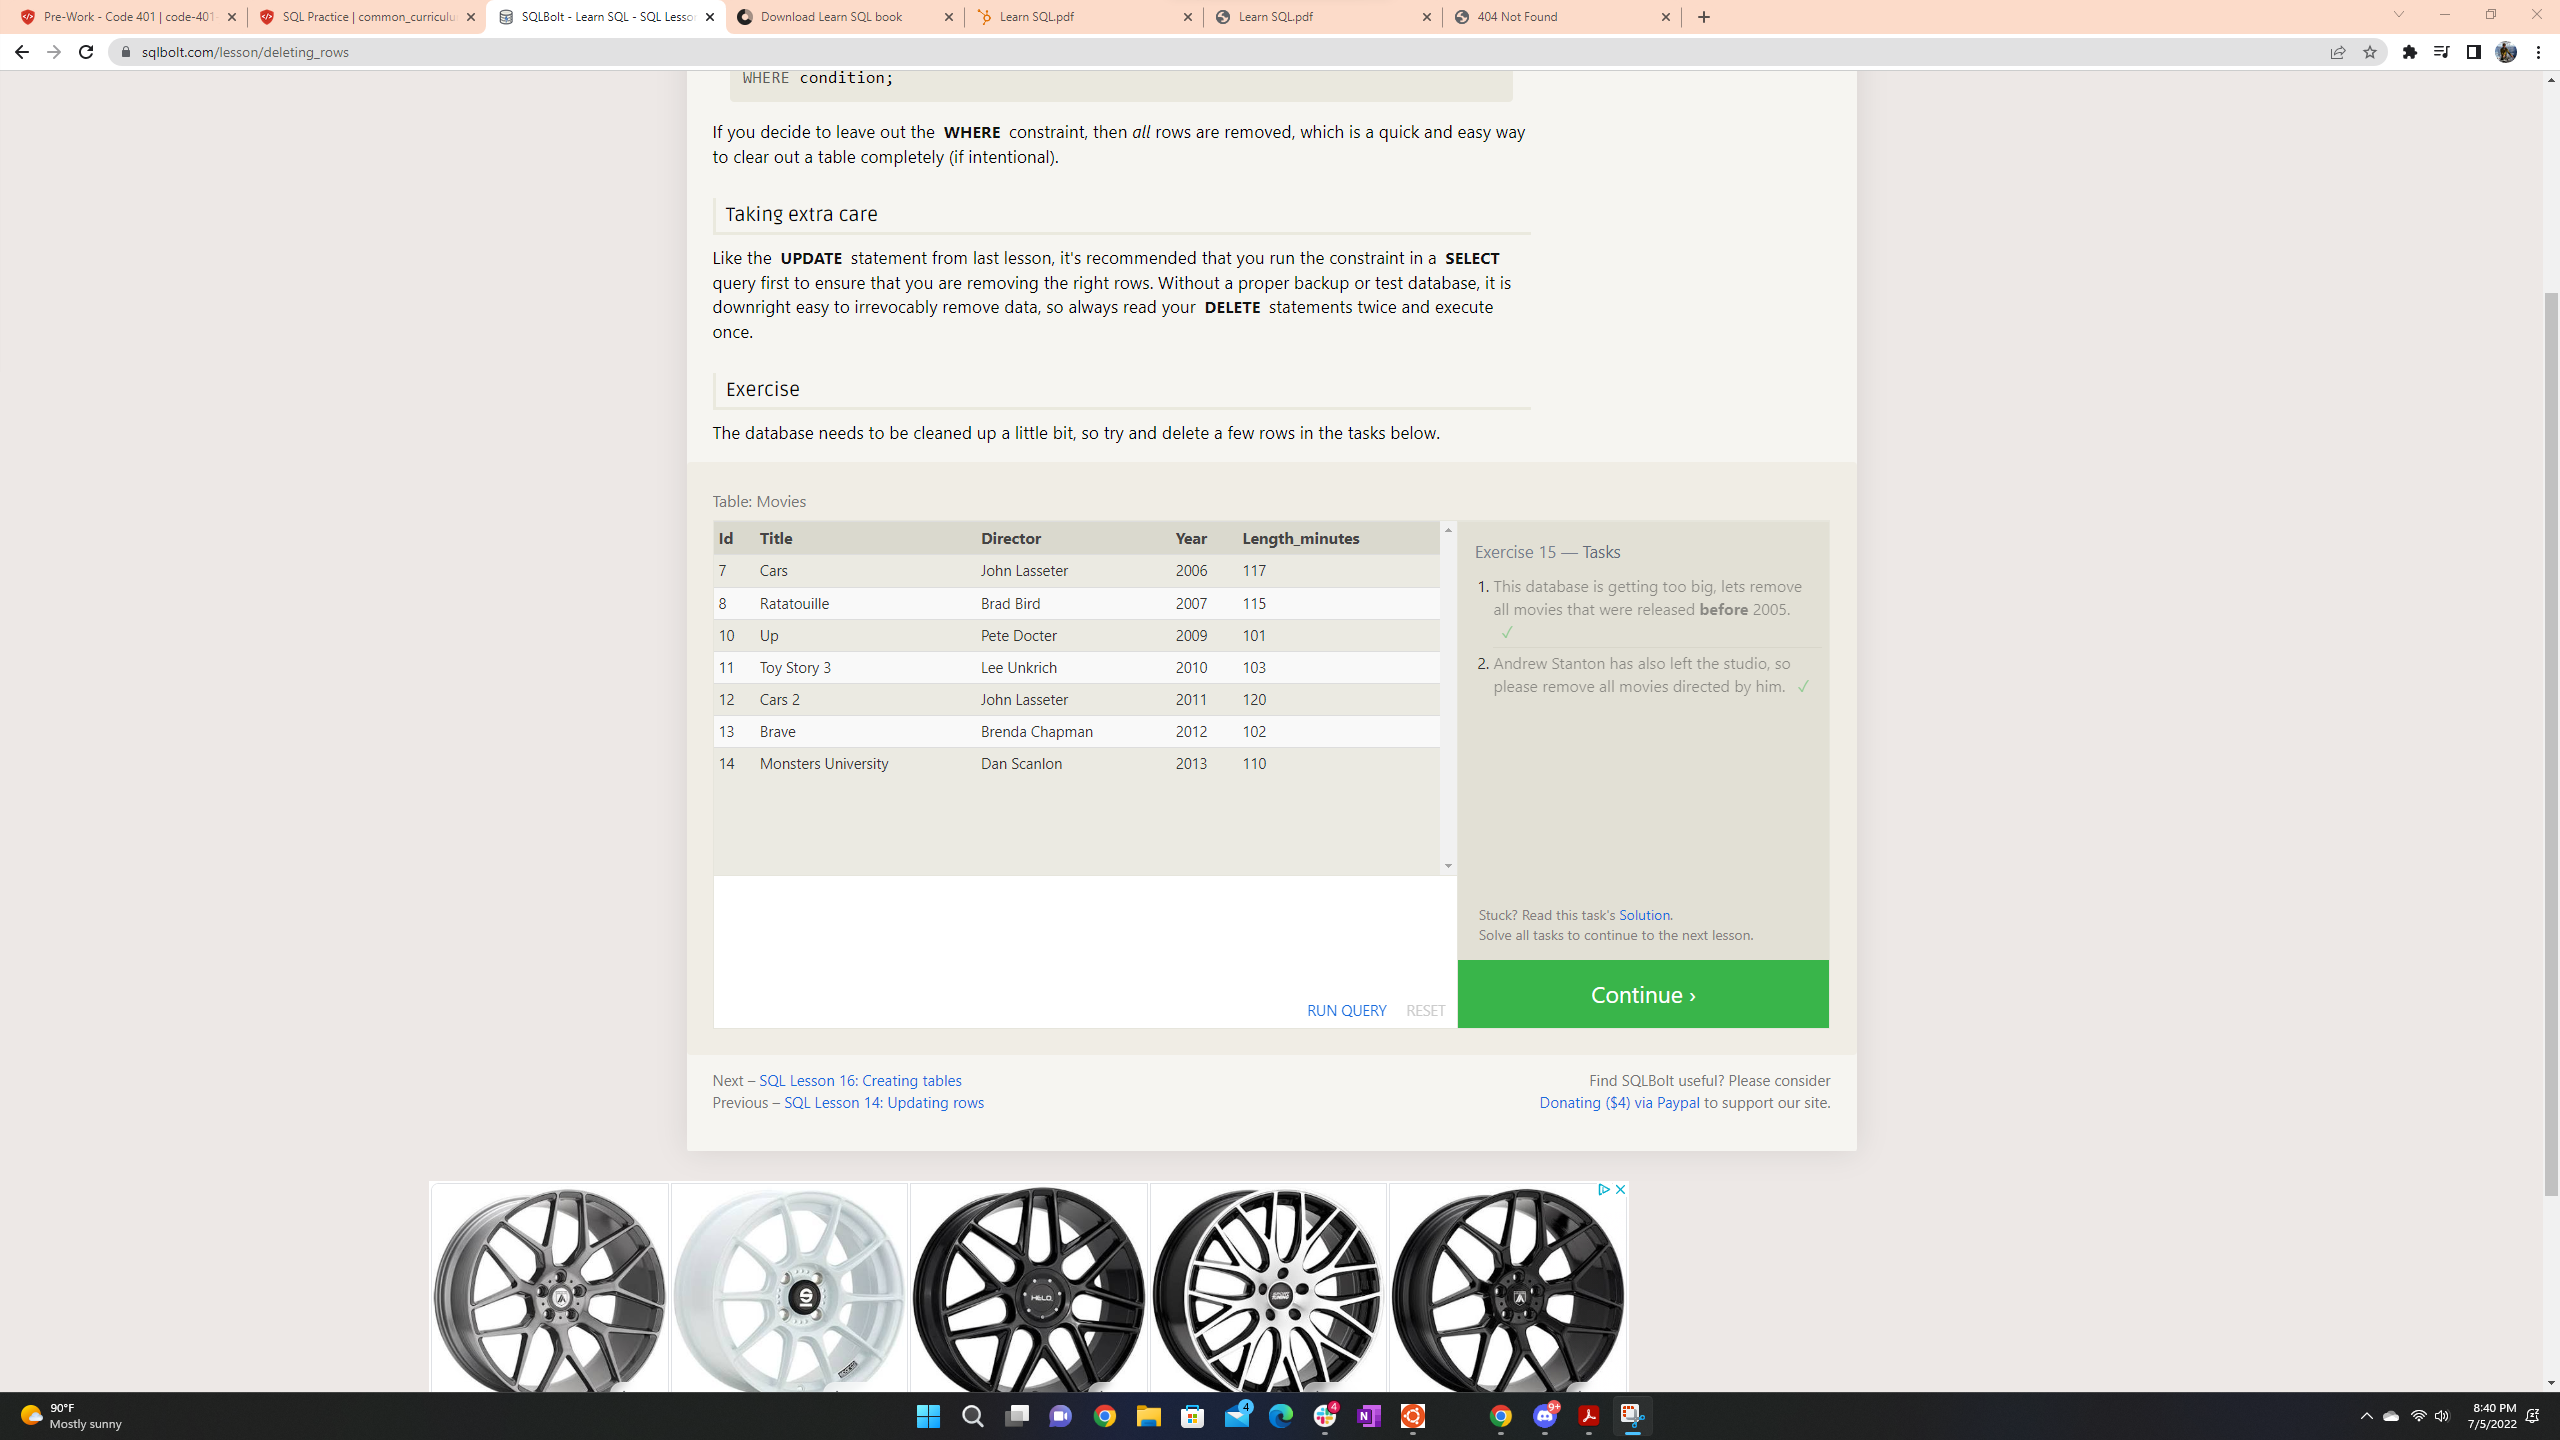 Pre-Work - Code 401 | code-401-
SQL Practice | common_curriculu
SQLBolt - Learn SQL - SQL Lesso
Download Learn SQL book
Learn SQL.pdf
Learn SQL.pdf
404 Not Found
sqlbolt.com/lesson/deleting_rows
WHERE condition;
If you decide to leave out the WHERE constraint, then all rows are removed, which is a quick and easy way
to clear out a table completely (if intentional).
Taking extra care
Like the UPDATE statement from last lesson, it's recommended that you run the constraint in a SELECT
query first to ensure that you are removing the right rows. Without a proper backup or test database, it is
downright easy to irrevocably remove data, so always read your DELETE statements twice and execute
once.
Exercise
The database needs to be cleaned up a little bit, so try and delete a few rows in the tasks below.
Table: Movies
Id Title Director Year Length_minutes
7 Cars John Lasseter 2006 117
8 Ratatouille Brad Bird 2007 115
10 Up Pete Docter 2009 101
11 Toy Story 3 Lee Unkrich 2010 103
12 Cars 2 John Lasseter 2011 120
13 Brave Brenda Chapman 2012 102
14 Monsters University Dan Scanlon 2013 110
Exercise 15 — Tasks
1. This database is getting too big, lets remove
all movies that were released before 2005.
✓
2. Andrew Stanton has also left the studio, so
please remove all movies directed by him. ✓
Stuck? Read this task's Solution.
Solve all tasks to continue to the next lesson.
RUN QUERY RESET
Continue ›
Next – SQL Lesson 16: Creating tables
Previous – SQL Lesson 14: Updating rows
Find SQLBolt useful? Please consider
Donating ($4) via Paypal to support our site.
HELO
90°F
Mostly sunny
4
4
N
9+
8:40 PM
7/5/2022